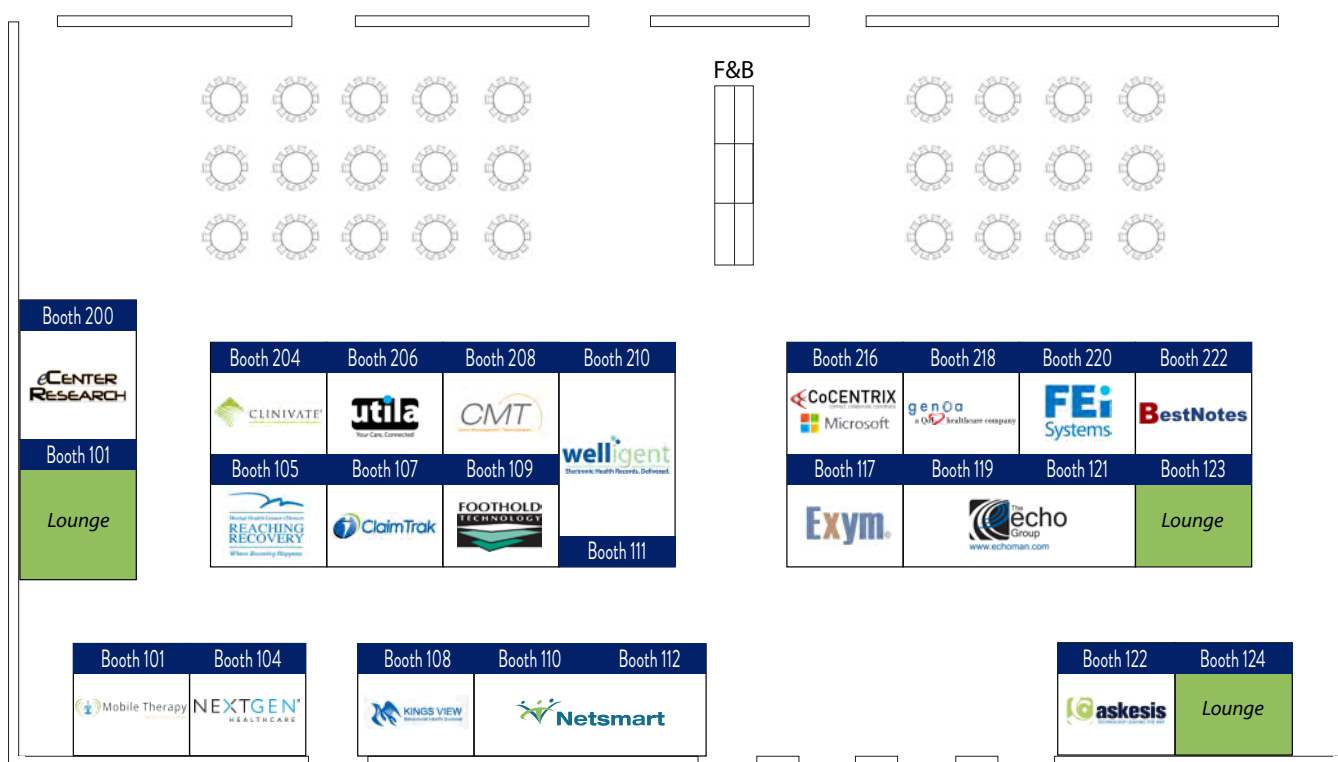 F&B
Booth 200
eCENTER
RESEARCH
Booth 101
Lounge
Booth 204
Booth 206
Booth 208
Booth 210
CLINIVATE
utila
Your Care, Connected
CMT
welligent
Electronic Health Records. Delivered.
Booth 105
Booth 107
Booth 109
REACHING
RECOVERY
Where Recovery Happens
ClaimTrak
FOOTHOLD
TECHNOLOGY
Booth 111
Booth 216
Booth 218
Booth 220
Booth 222
CoCENTRIX
Microsoft
genoa
a QoL healthcare company
FEi
Systems
BestNotes
Booth 117
Booth 119
Booth 121
Booth 123
Exym
The
echo
Group
www.echoman.com
Lounge
Booth 101
Booth 104
Mobile Therapy
NEXTGEN
HEALTHCARE
Booth 108
Booth 110
Booth 112
KINGS VIEW
Netsmart
Booth 122
Booth 124
askesis
Lounge